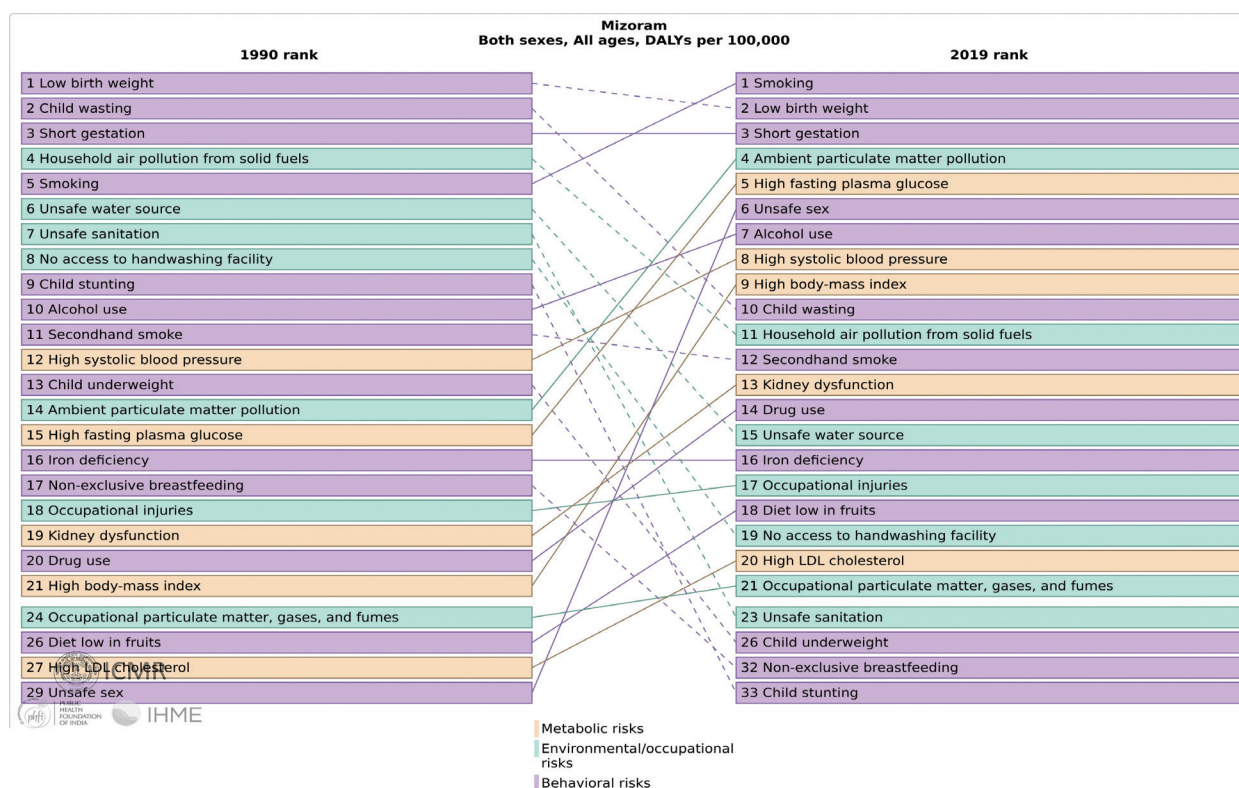 Mizoram
Both sexes, All ages, DALYs per 100,000
1990 rank
2019 rank
1 Low birth weight
2 Child wasting
3 Short gestation
4 Household air pollution from solid fuels
5 Smoking
6 Unsafe water source
7 Unsafe sanitation
8 No access to handwashing facility
9 Child stunting
10 Alcohol use
11 Secondhand smoke
12 High systolic blood pressure
13 Child underweight
14 Ambient particulate matter pollution
15 High fasting plasma glucose
16 Iron deficiency
17 Non-exclusive breastfeeding
18 Occupational injuries
19 Kidney dysfunction
20 Drug use
21 High body-mass index
24 Occupational particulate matter, gases, and fumes
26 Diet low in fruits
27 High LDL cholesterol
29 Unsafe sex
1 Smoking
2 Low birth weight
3 Short gestation
4 Ambient particulate matter pollution
5 High fasting plasma glucose
6 Unsafe sex
7 Alcohol use
8 High systolic blood pressure
9 High body-mass index
10 Child wasting
11 Household air pollution from solid fuels
12 Secondhand smoke
13 Kidney dysfunction
14 Drug use
15 Unsafe water source
16 Iron deficiency
17 Occupational injuries
18 Diet low in fruits
19 No access to handwashing facility
20 High LDL cholesterol
21 Occupational particulate matter, gases, and fumes
23 Unsafe sanitation
26 Child underweight
32 Non-exclusive breastfeeding
33 Child stunting
ICMR
phfi
PUBLIC
HEALTH
FOUNDATION
OF INDIA
IHME
Metabolic risks
Environmental/occupational
risks
Behavioral risks